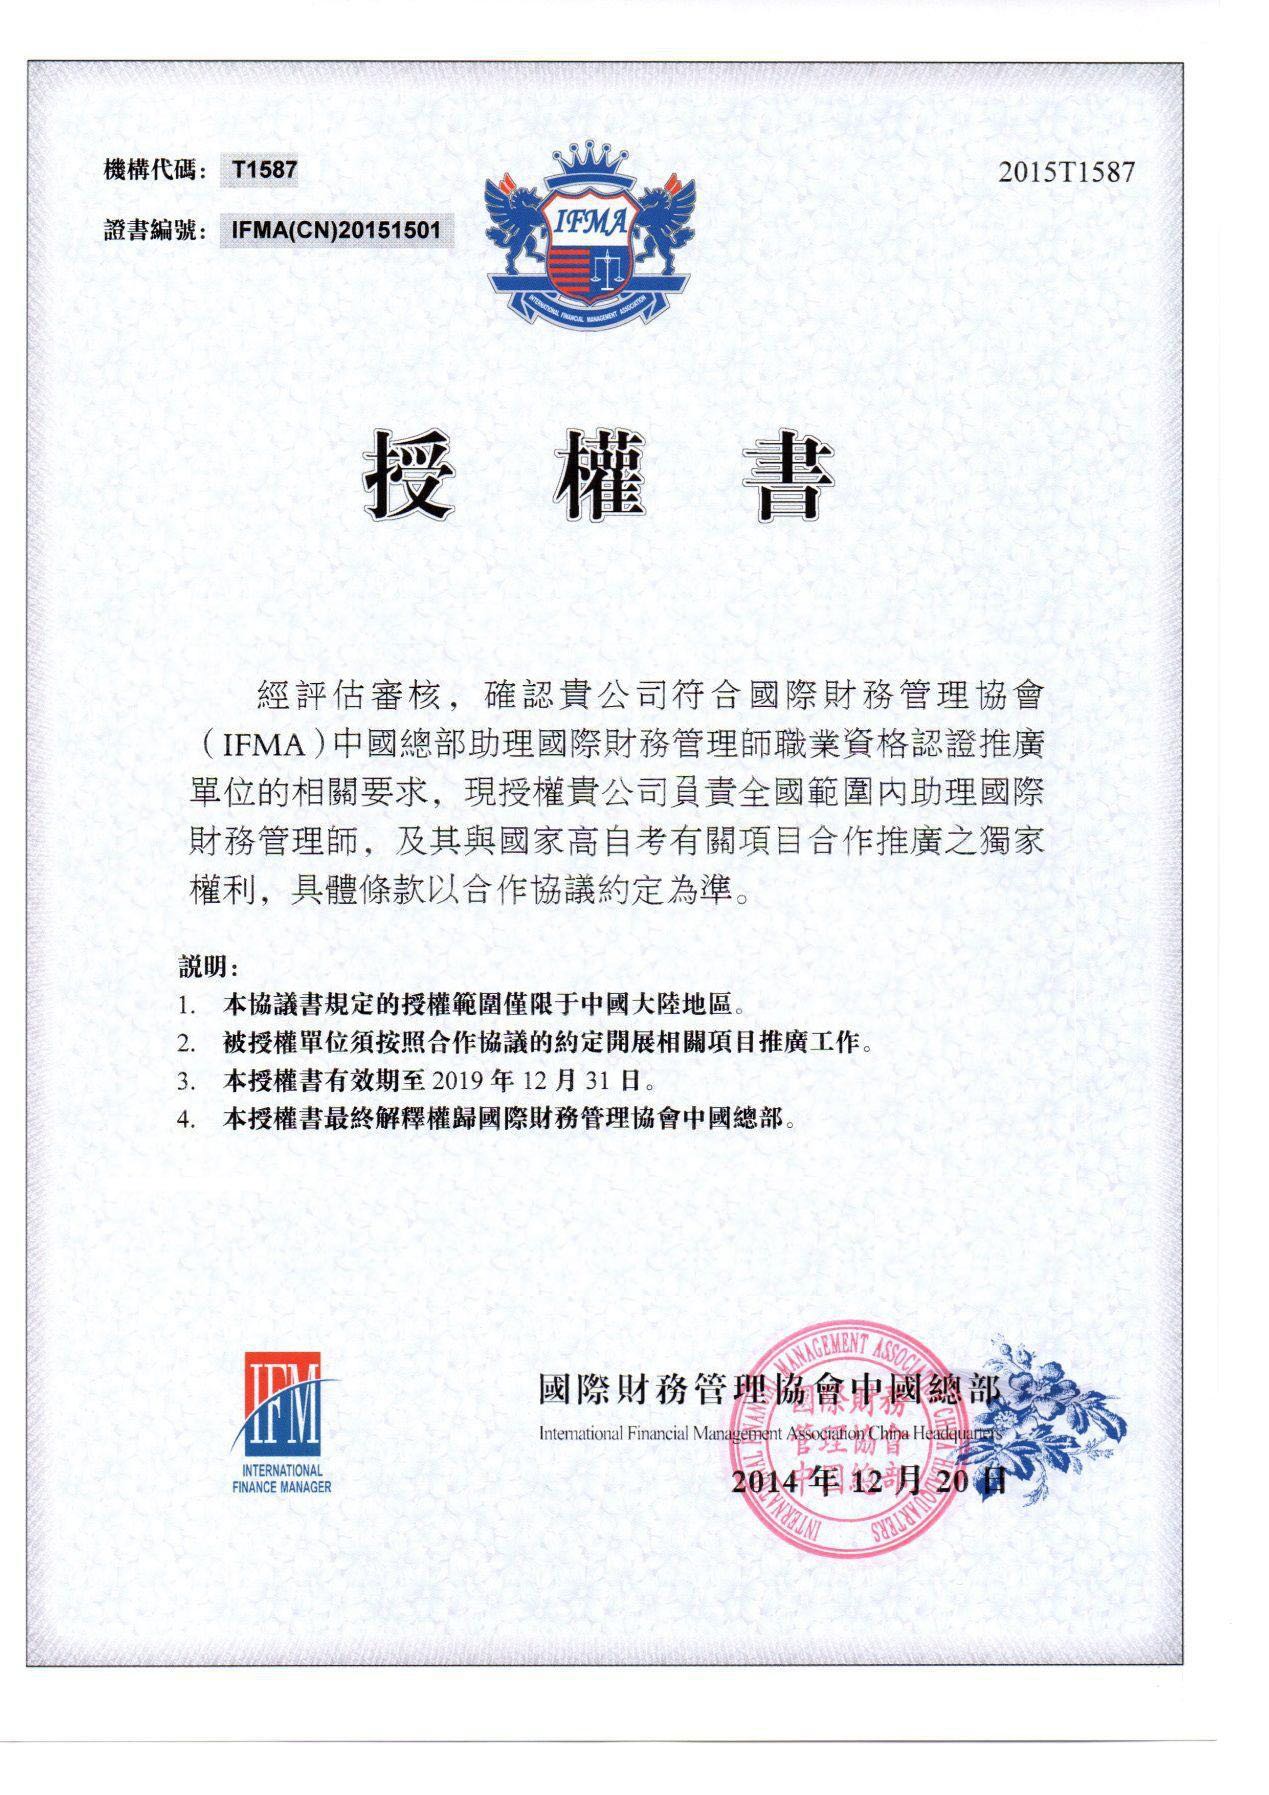 機構代碼: T1587
2015T1587
證書編號: IFMA(CN)20151501
IFMA
INTERNATIONAL FINANCIAL MANAGEMENT ASSOCIATION
授權書
經評估審核，確認貴公司符合國際財務管理協會
（IFMA）中國總部助理國際財務管理師職業資格認證推廣
單位的相關要求，現授權貴公司負責全國範圍內助理國際
財務管理師，及其與國家高自考有關項目合作推廣之獨家
權利，具體條款以合作協議約定為準。
説明:
1. 本協議書規定的授權範圍僅限于中國大陸地區。
2. 被授權單位須按照合作協議的約定開展相關項目推廣工作。
3. 本授權書有效期至 2019 年 12 月 31 日。
4. 本授權書最終解釋權歸國際財務管理協會中國總部。
IFM
INTERNATIONAL
FINANCE MANAGER
國際財務管理協會中國總部
International Financial Management Association China Headquarters
2014 年 12 月 20 日
INTERNATIONAL FINANCIAL MANAGEMENT ASSOCIATION CHINA HEADQUARTERS
國際財務
管理協會
中國總部